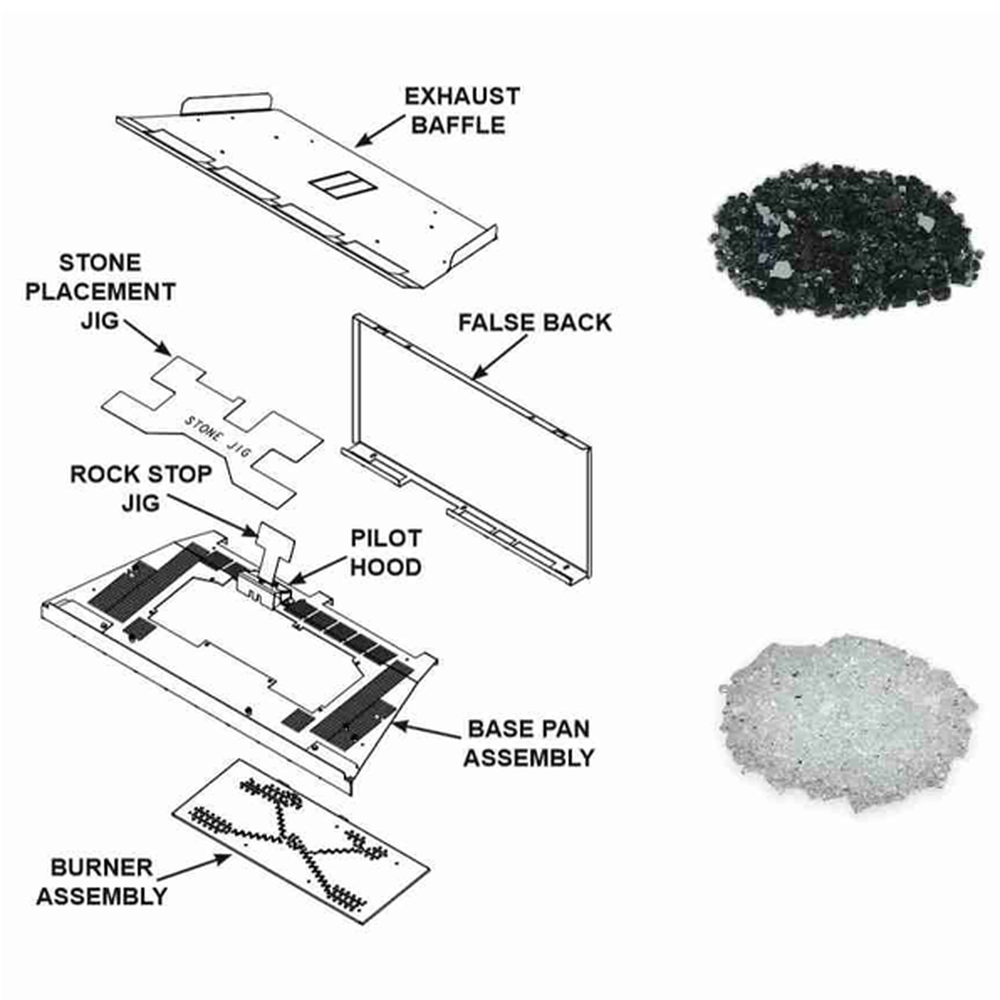 EXHAUST
BAFFLE
STONE
PLACEMENT
JIG
FALSE BACK
STONE JIG
ROCK STOP
JIG
PILOT
HOOD
BASE PAN
ASSEMBLY
BURNER
ASSEMBLY